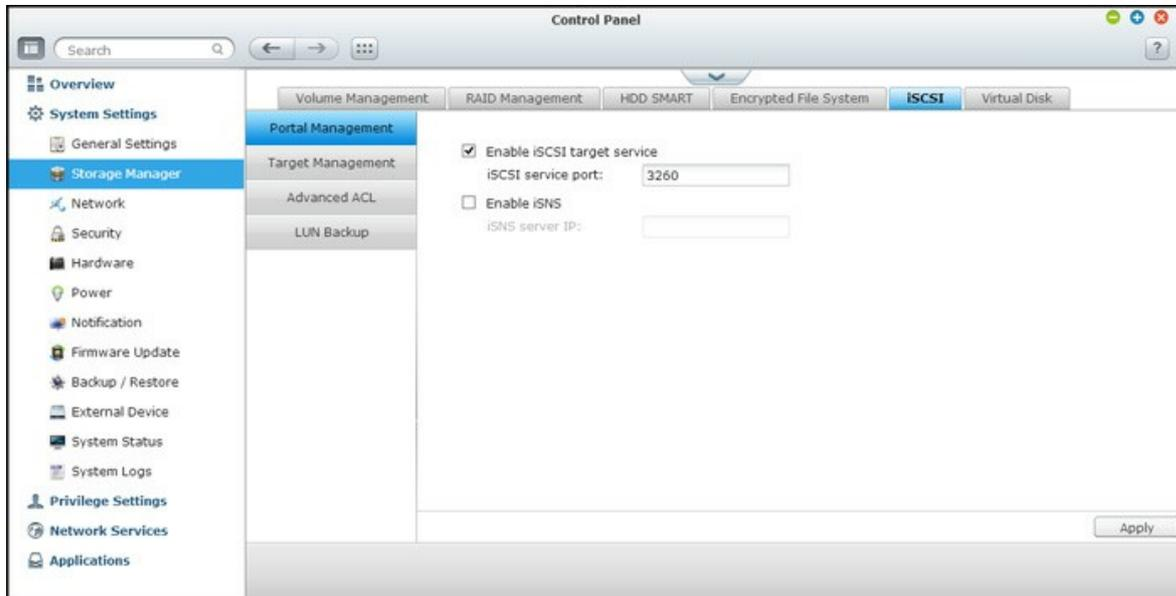 Control Panel
Search
?
Overview
System Settings
General Settings
Storage Manager
Network
Security
Hardware
Power
Notification
Firmware Update
Backup / Restore
External Device
System Status
System Logs
Privilege Settings
Network Services
Applications
Volume Management
RAID Management
HDD SMART
Encrypted File System
iSCSI
Virtual Disk
Portal Management
Target Management
Advanced ACL
LUN Backup
Enable iSCSI target service
iSCSI service port: 3260
Enable iSNS
iSNS server IP:
Apply